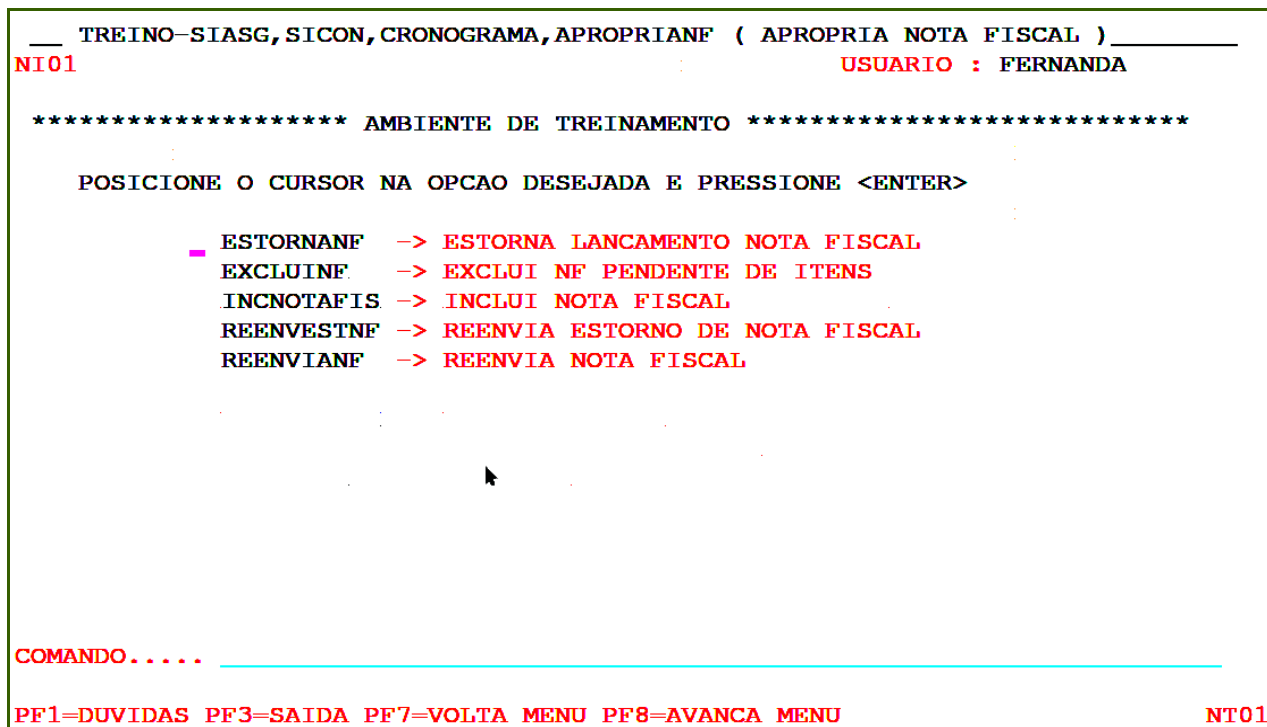 __ TREINO-SIASG,SICON,CRONOGRAMA,APROPRIANF ( APROPRIA NOTA FISCAL )________
NI01 USUARIO : FERNANDA
******************** AMBIENTE DE TREINAMENTO ****************************
POSICIONE O CURSOR NA OPCAO DESEJADA E PRESSIONE <ENTER>
_ ESTORNANF -> ESTORNA LANCAMENTO NOTA FISCAL
EXCLUINF -> EXCLUI NF PENDENTE DE ITENS
INCNOTAFIS -> INCLUI NOTA FISCAL
REENVESTNF -> REENVIA ESTORNO DE NOTA FISCAL
REENVIANF -> REENVIA NOTA FISCAL
COMANDO..... _______________________________________________________________
PF1=DUVIDAS PF3=SAIDA PF7=VOLTA MENU PF8=AVANCA MENU NT01